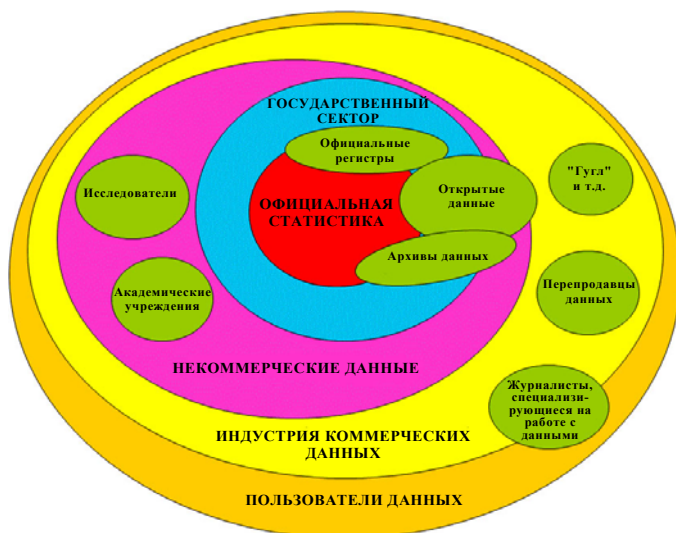 ГОСУДАРСТВЕННЫЙ
СЕКТОР
Официальные
регистры
"Гугл"
и т.д.
Исследователи
Открытые
данные
ОФИЦИАЛЬНАЯ
СТАТИСТИКА
Архивы данных
Академические
учреждения
Перепродавцы
данных
НЕКОММЕРЧЕСКИЕ ДАННЫЕ
Журналисты,
специализи-
рующиеся на
работе с
данными
ИНДУСТРИЯ КОММЕРЧЕСКИХ
ДАННЫХ
ПОЛЬЗОВАТЕЛИ ДАННЫХ